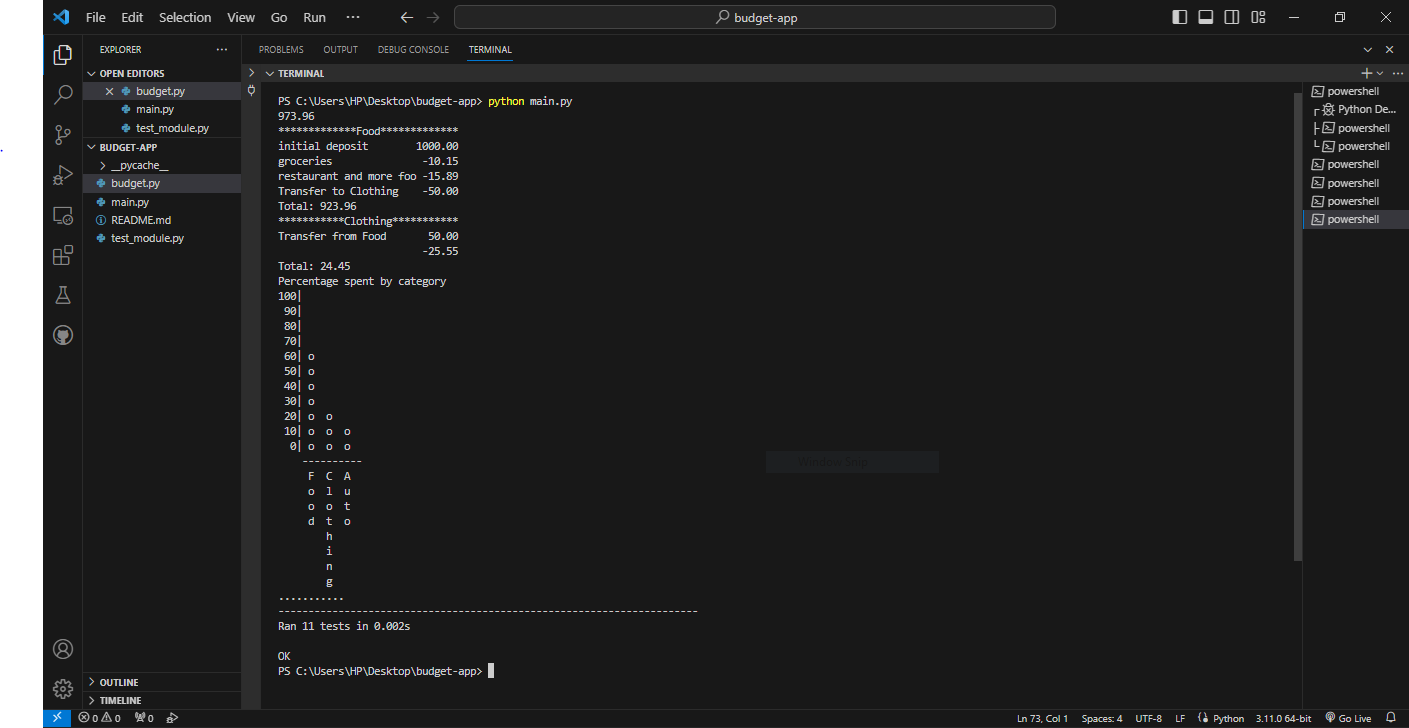 File Edit Selection View Go Run ··· budget-app
EXPLORER ···
OPEN EDITORS
budget.py
main.py
test_module.py
BUDGET-APP
__pycache__
budget.py
main.py
README.md
test_module.py
OUTLINE
TIMELINE
PROBLEMS OUTPUT DEBUG CONSOLE TERMINAL
TERMINAL
PS C:\Users\HP\Desktop\budget-app> python main.py
973.96
*************Food*************
initial deposit        1000.00
groceries               -10.15
restaurant and more foo -15.89
Transfer to Clothing    -50.00
Total: 923.96
***********Clothing***********
Transfer from Food       50.00
                        -25.55
Total: 24.45
Percentage spent by category
100|
 90|
 80|
 70|
 60| o
 50| o
 40| o
 30| o
 20| o  o
 10| o  o  o
  0| o  o  o
    ----------
     F  C  A
     o  l  u
     o  o  t
     d  t  o
        h
        i
        n
        g
...........
----------------------------------------------------------------------
Ran 11 tests in 0.002s
OK
PS C:\Users\HP\Desktop\budget-app>
powershell
Python De...
powershell
powershell
powershell
powershell
powershell
powershell
0 0 0 Ln 73, Col 1 Spaces: 4 UTF-8 LF Python 3.11.0 64-bit Go Live